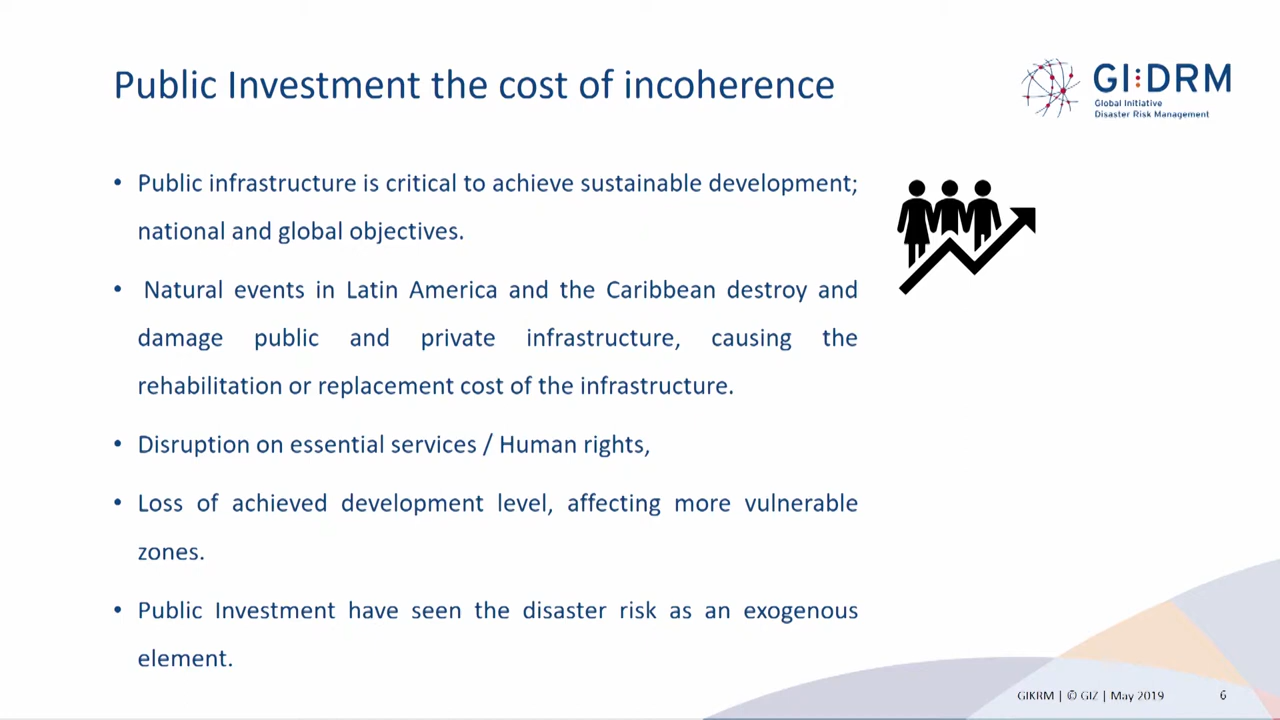 Public Investment the cost of incoherence
GI:DRM
Global Initiative
Disaster Risk Management
• Public infrastructure is critical to achieve sustainable development;
national and global objectives.
• Natural events in Latin America and the Caribbean destroy and
damage public and private infrastructure, causing the
rehabilitation or replacement cost of the infrastructure.
• Disruption on essential services / Human rights,
• Loss of achieved development level, affecting more vulnerable
zones.
• Public Investment have seen the disaster risk as an exogenous
element.
GIKRM | © GIZ | May 2019
6